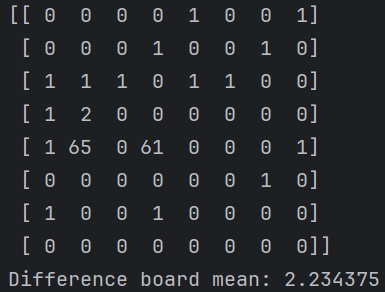 [[ 0 0 0 0 1 0 0 1]
[ 0 0 0 1 0 0 1 0]
[ 1 1 1 0 1 1 0 0]
[ 1 2 0 0 0 0 0 0]
[ 1 65 0 61 0 0 0 1]
[ 0 0 0 0 0 0 1 0]
[ 1 0 0 1 0 0 0 0]
[ 0 0 0 0 0 0 0 0]]
Difference board mean: 2.234375